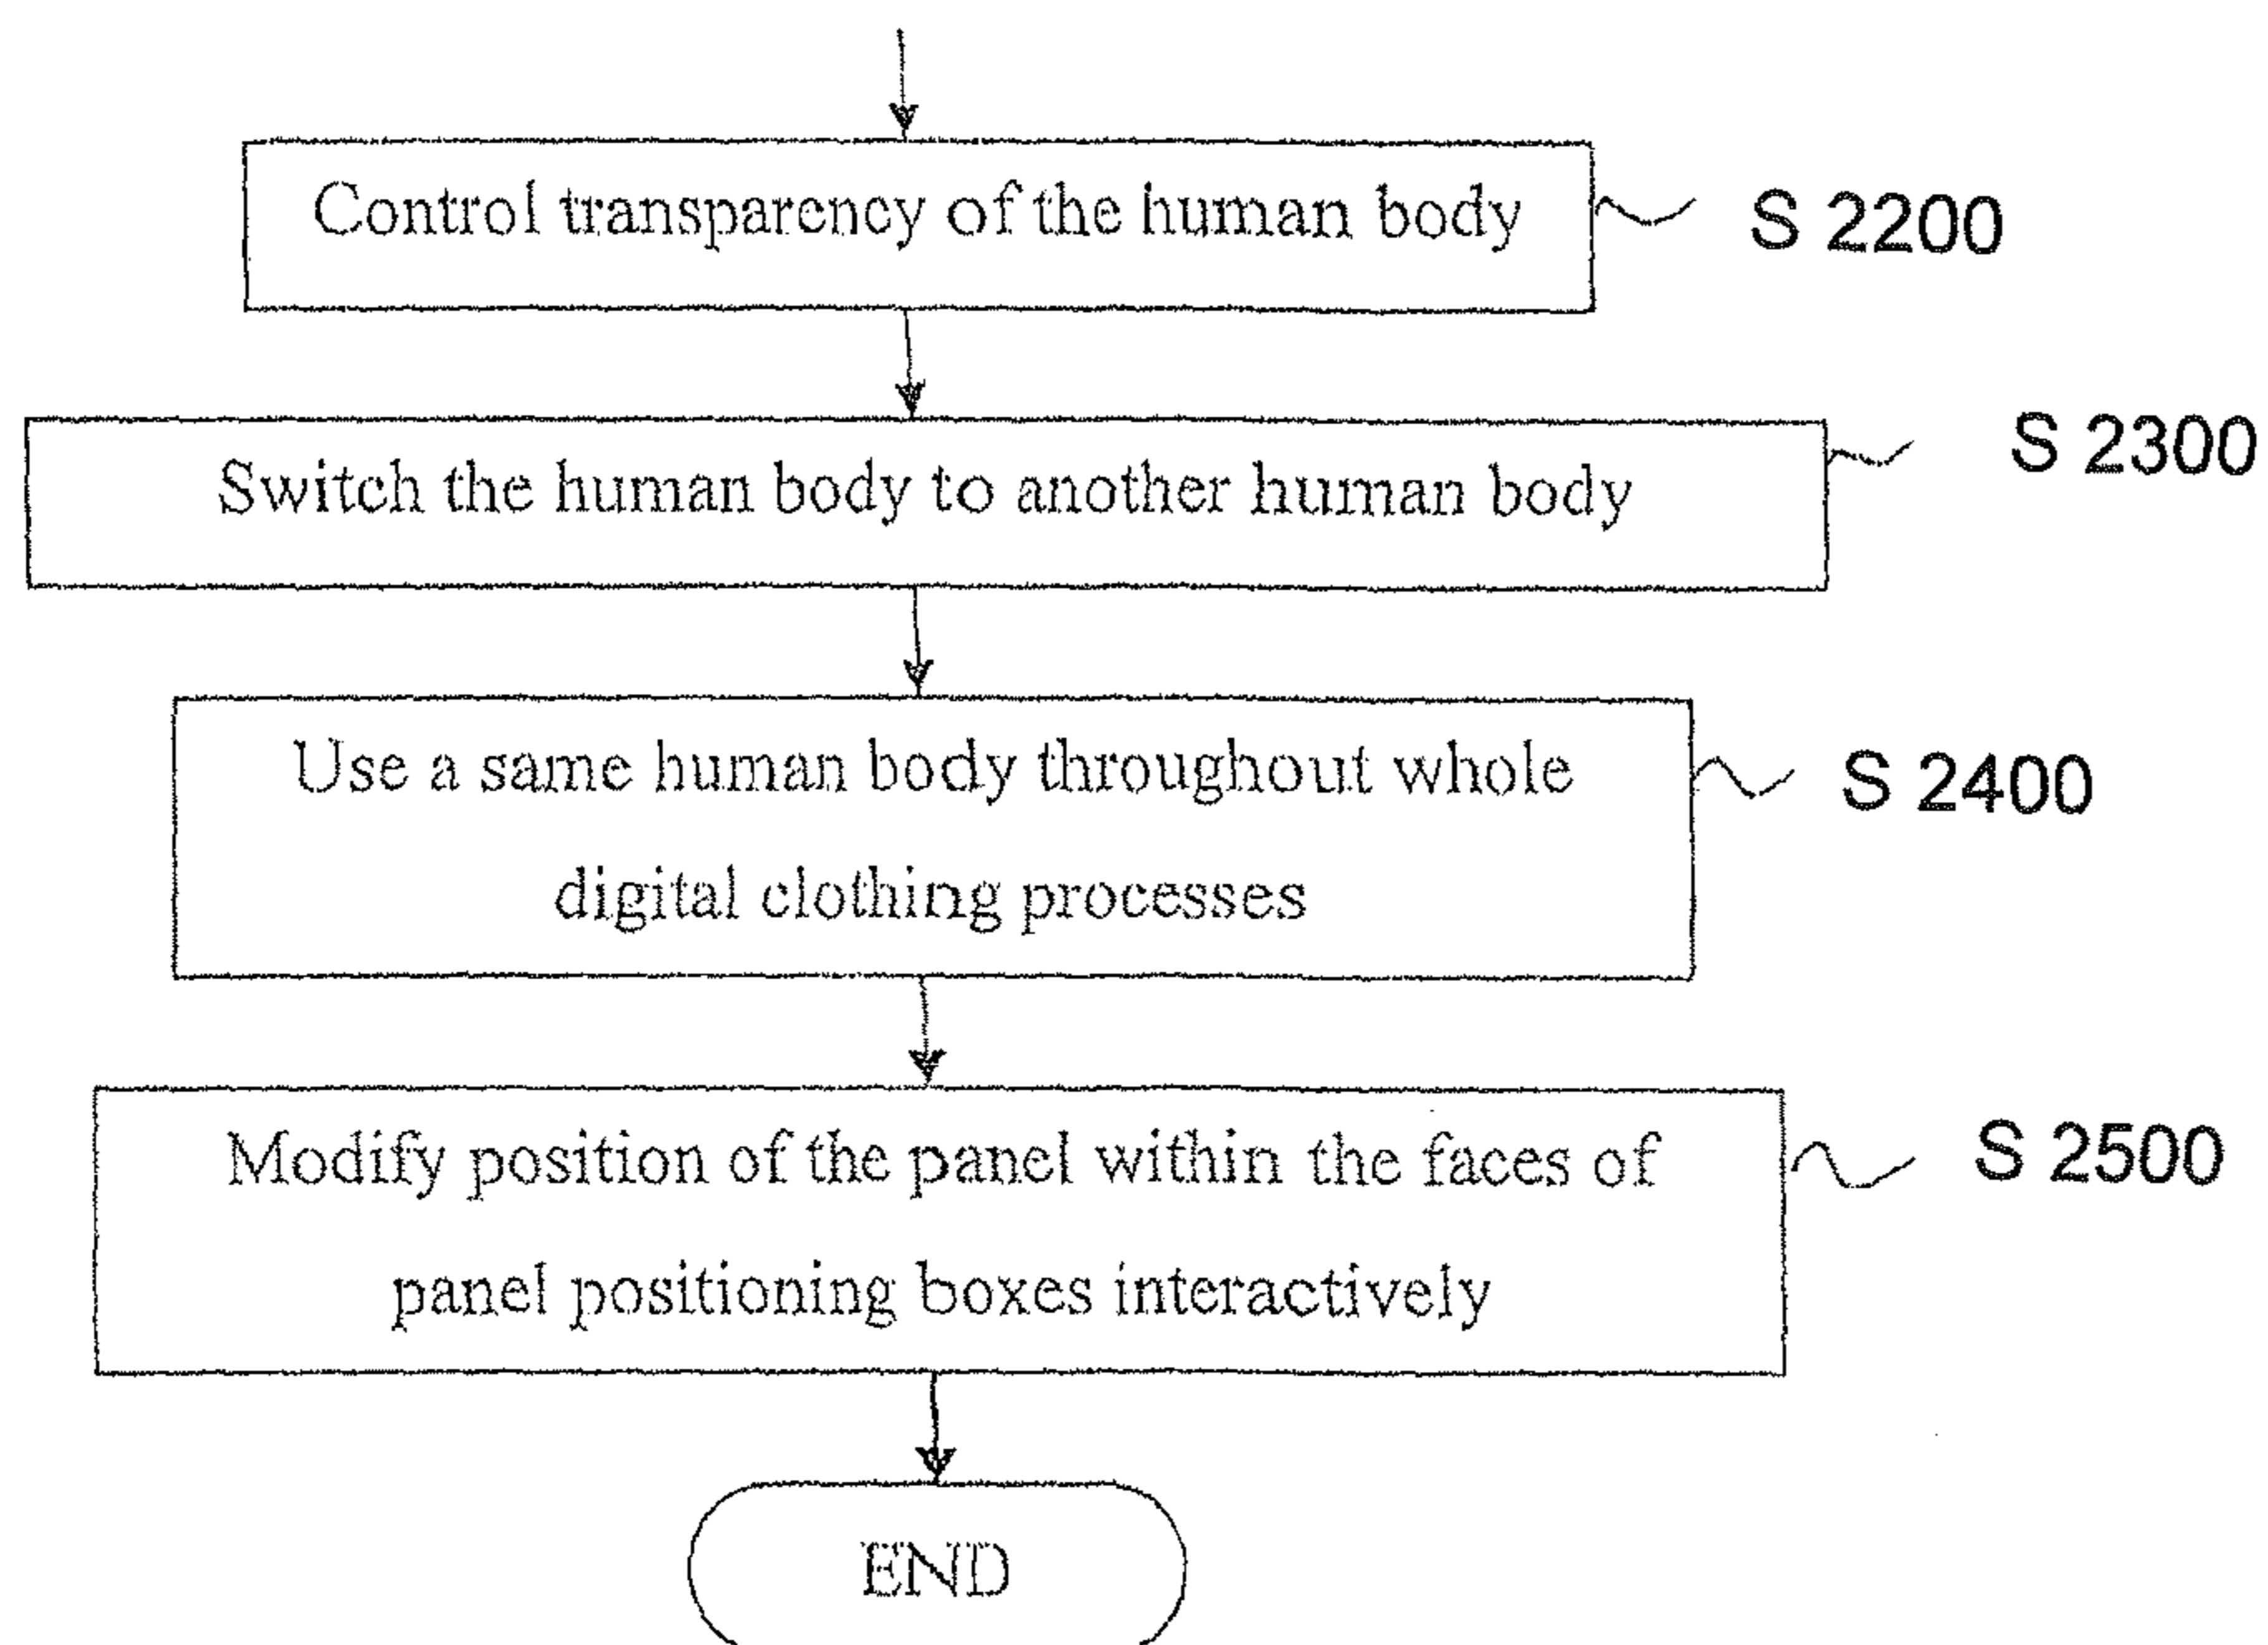 Control transparency of the human body
S 2200
Switch the human body to another human body
S 2300
Use a same human body throughout whole
digital clothing processes
S 2400
Modify position of the panel within the faces of
panel positioning boxes interactively
S 2500
END